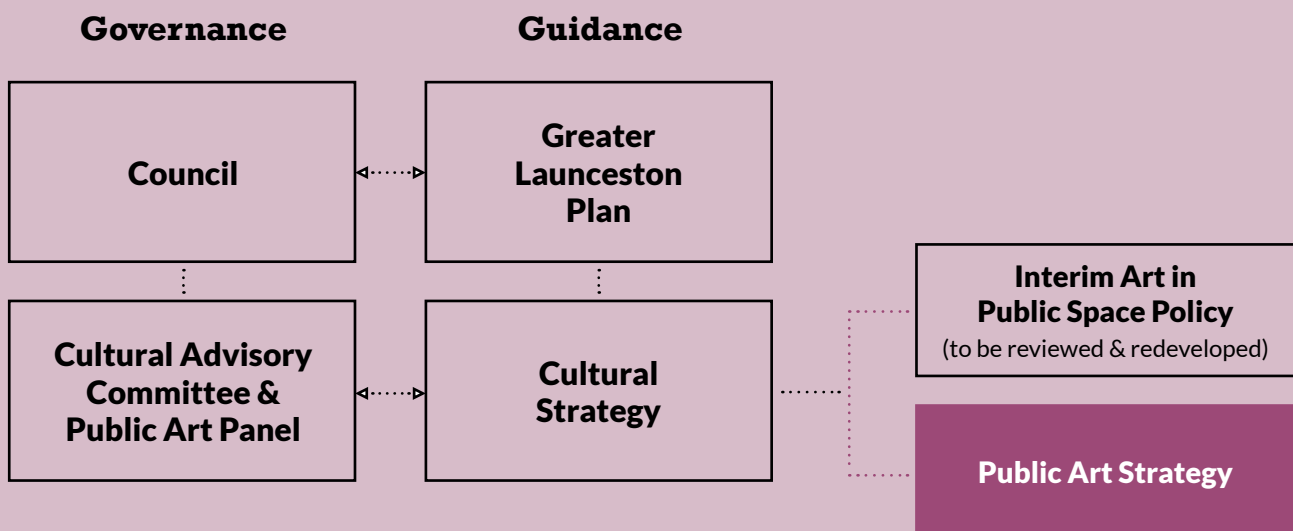 Governance
Guidance
Council
Greater
Launceston
Plan
Cultural Advisory
Committee &
Public Art Panel
Cultural
Strategy
Interim Art in
Public Space Policy
(to be reviewed & redeveloped)
Public Art Strategy